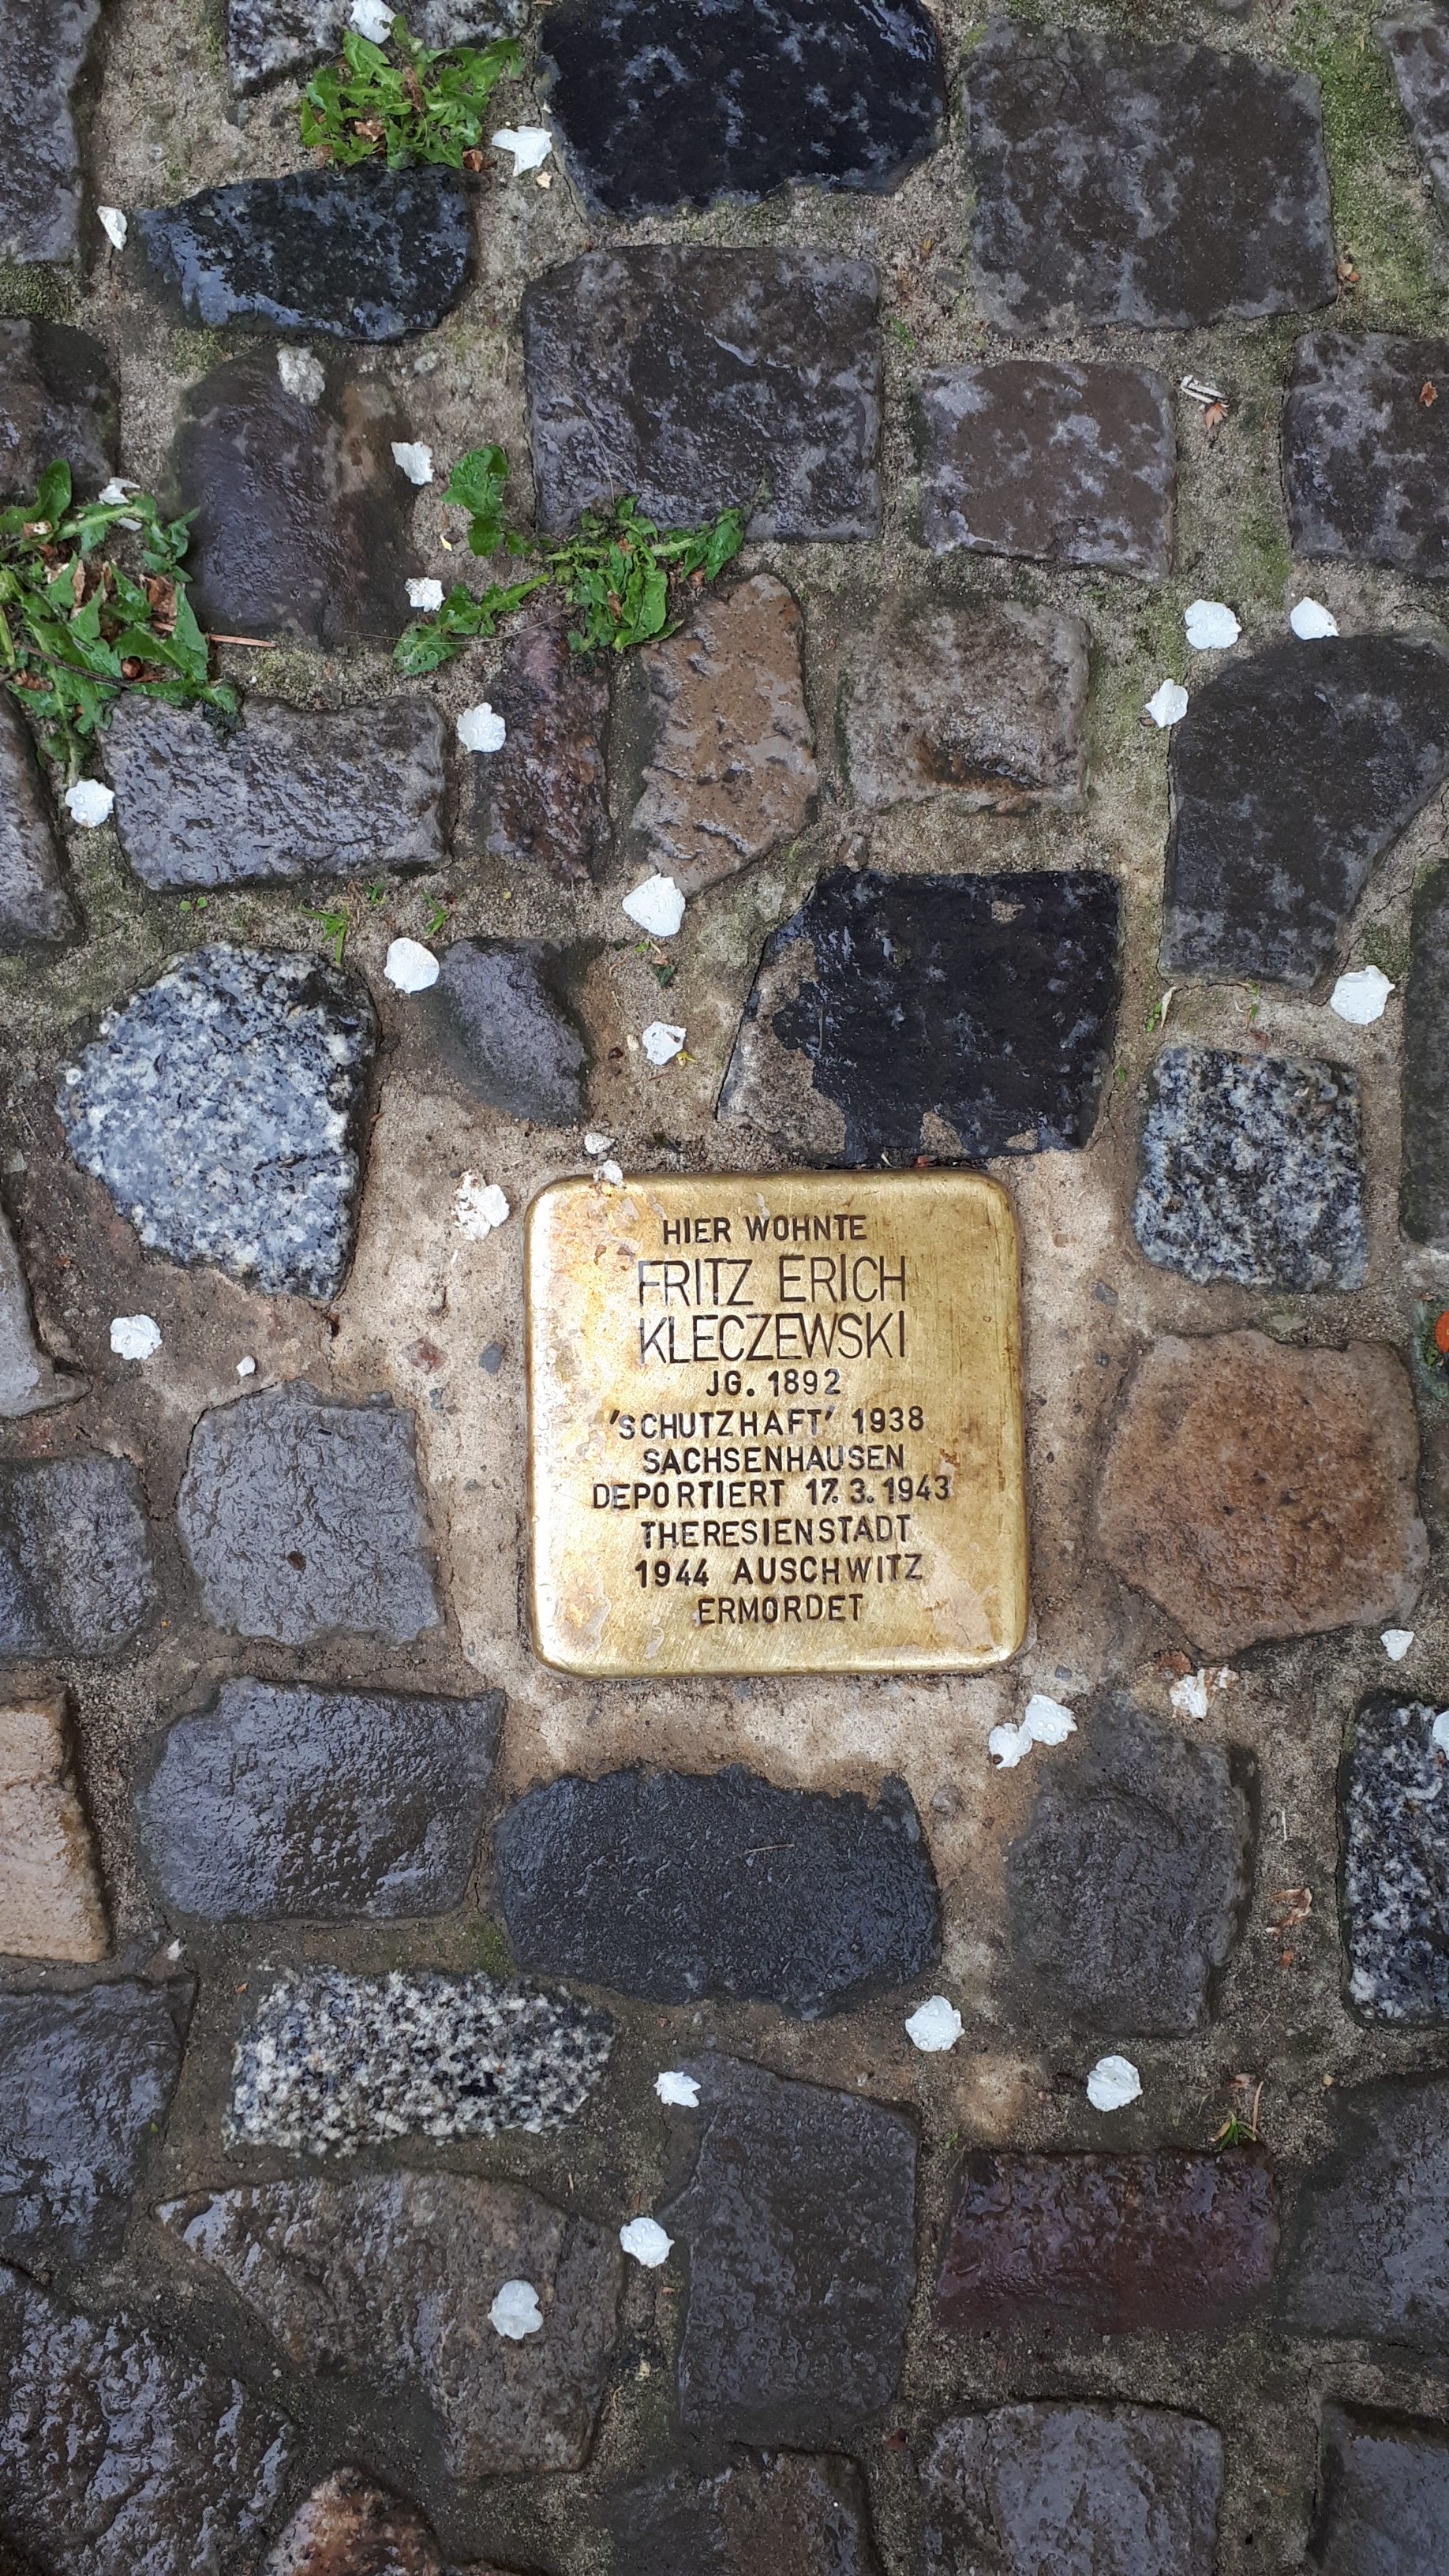 HIER WOHNTE
FRITZ ERICH
KLECZEWSKI
JG. 1892
'SCHUTZHAFT' 1938
SACHSENHAUSEN
DEPORTIERT 17.3.1943
THERESIENSTADT
1944 AUSCHWITZ
ERMORDET